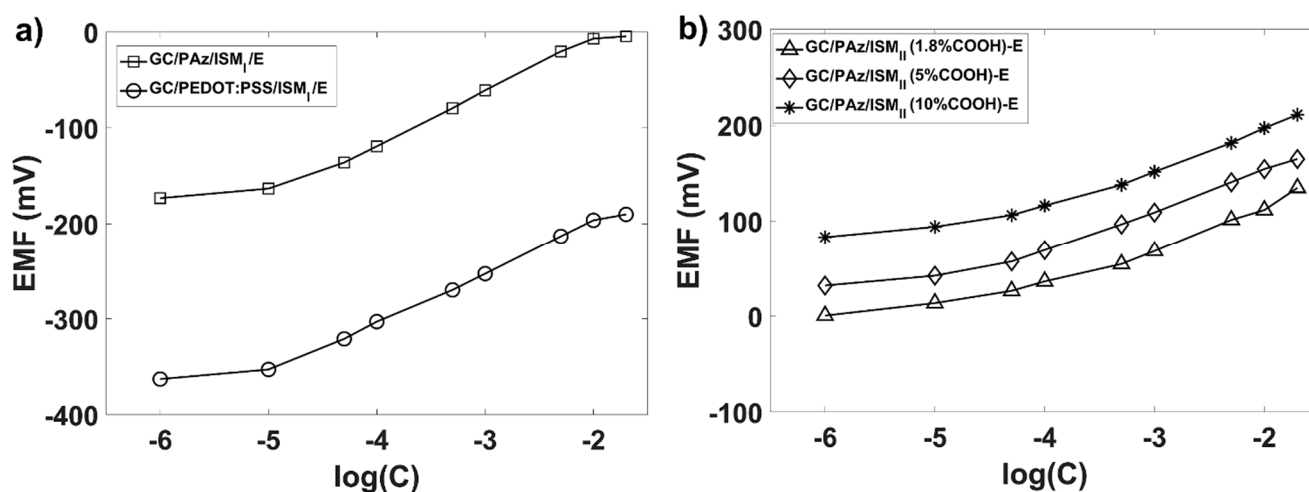 a)
GC/PAz/ISM_I/E
GC/PEDOT:PSS/ISM_I/E
EMF (mV)
0
-100
-200
-300
-400
-6 -5 -4 -3 -2
log(C)
b)
GC/PAz/ISM_II (1.8%COOH)-E
GC/PAz/ISM_II (5%COOH)-E
GC/PAz/ISM_II (10%COOH)-E
EMF (mV)
300
200
100
0
-100
-6 -5 -4 -3 -2
log(C)